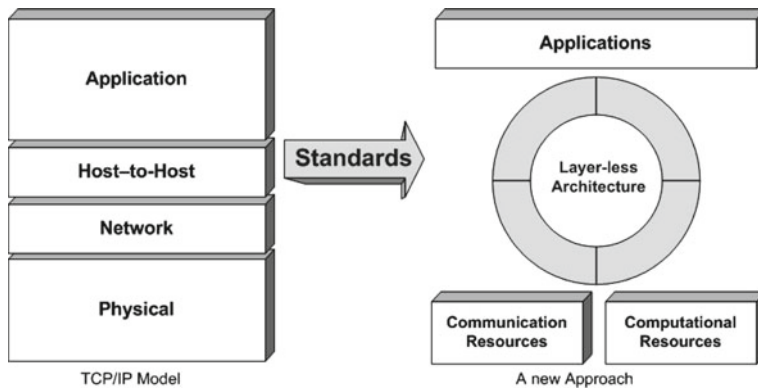 Application
Host–to-Host
Network
Physical
TCP/IP Model
Standards
Applications
Layer-less
Architecture
Communication
Resources
Computational
Resources
A new Approach